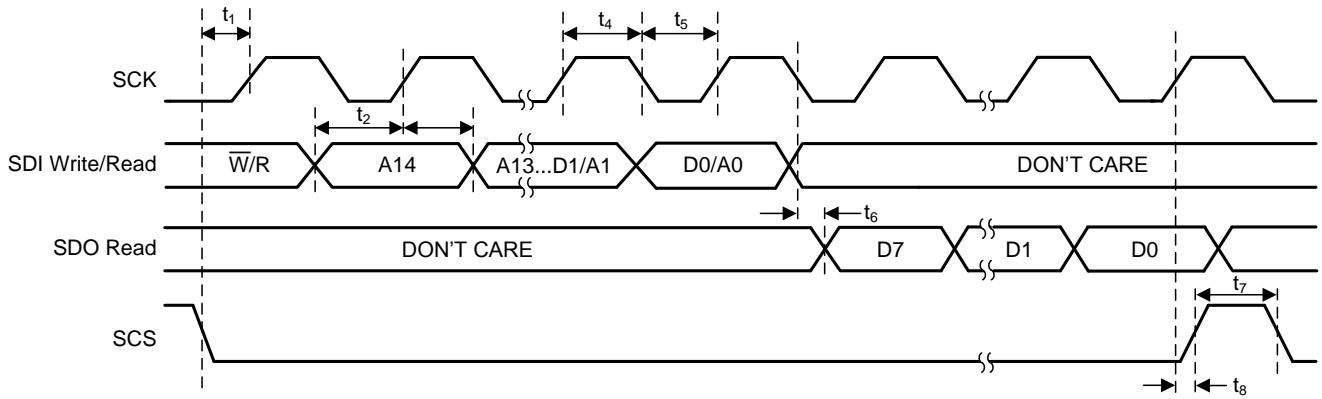 t1
t4
t5
SCK
t2
SDI Write/Read
W̅/R
A14
A13...D1/A1
D0/A0
DON'T CARE
t6
SDO Read
DON'T CARE
D7
D1
D0
t7
SCS
t8